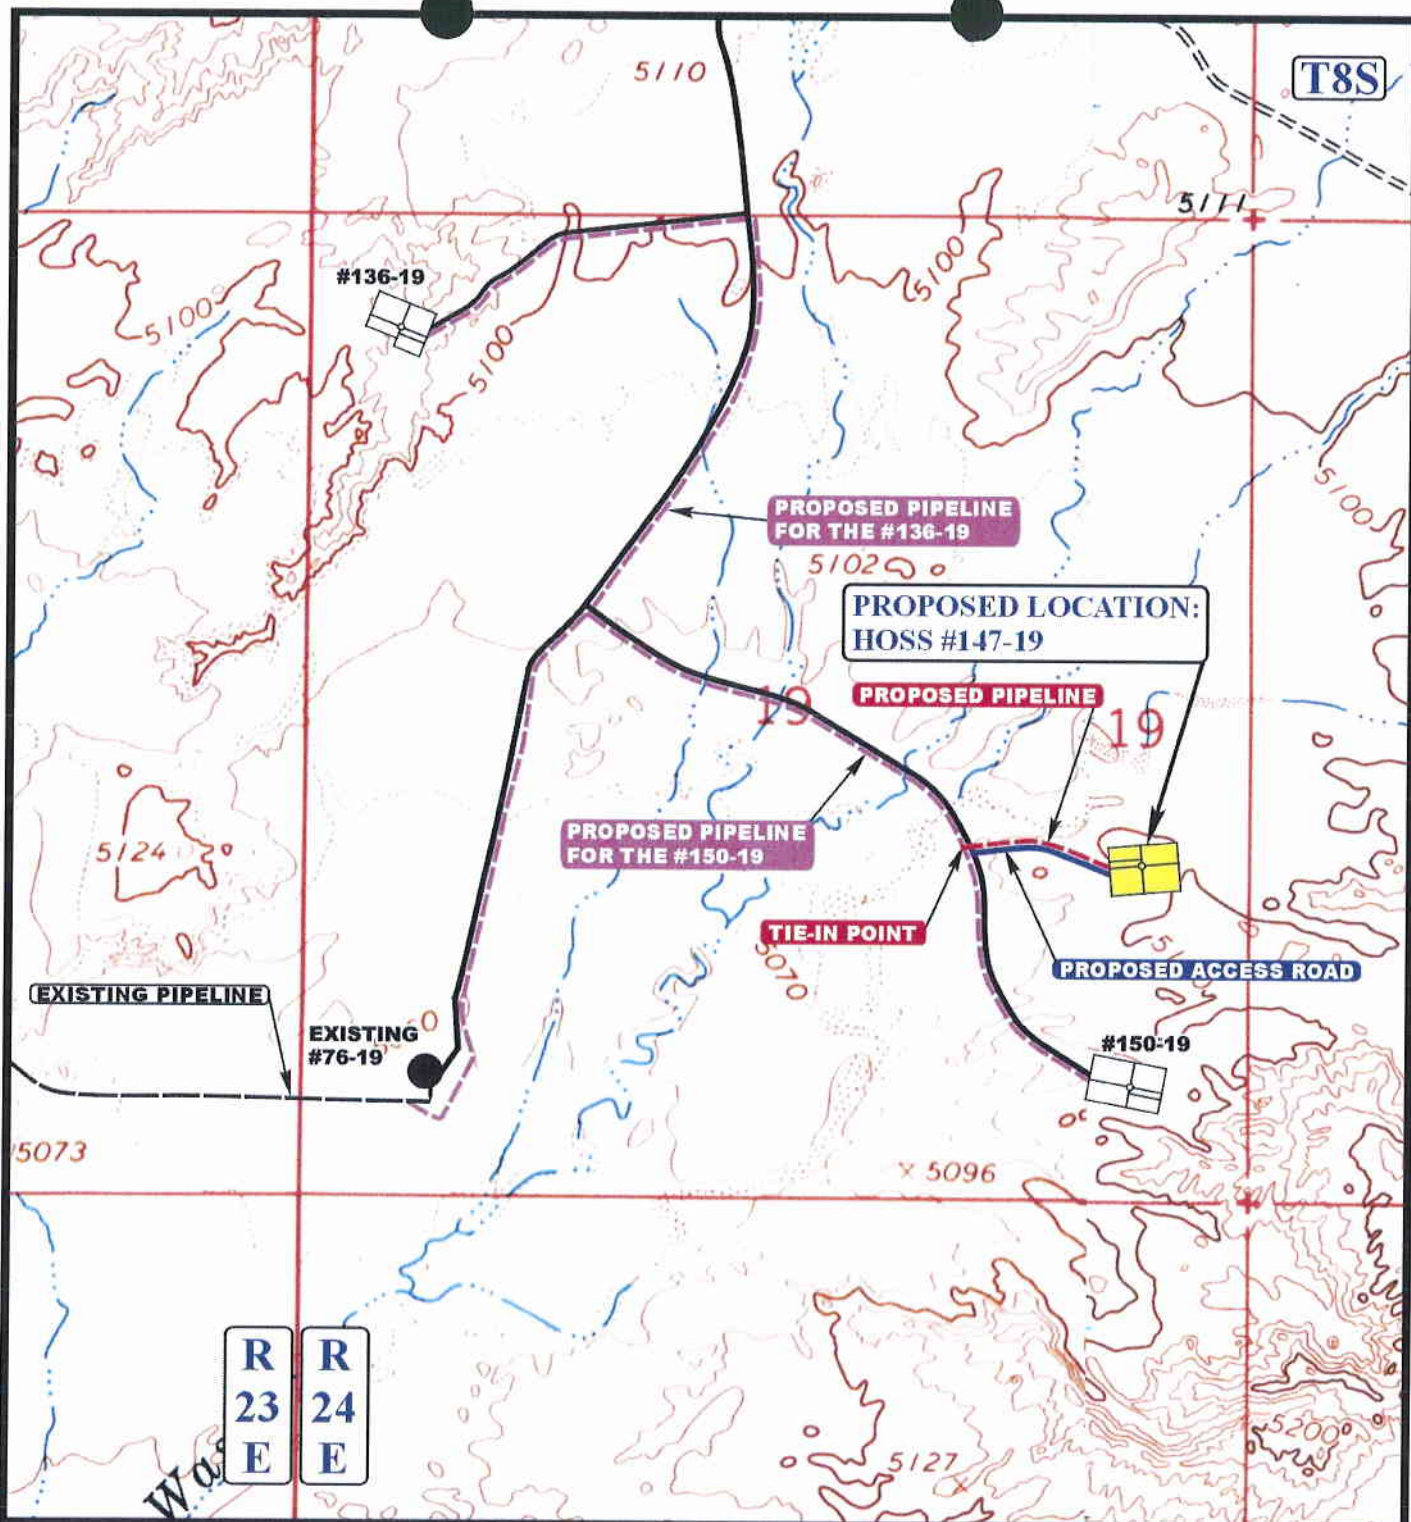 5110
T8S
5111
#136-19
5100
5100
5100
5100
PROPOSED PIPELINE
FOR THE #136-19
5102
PROPOSED LOCATION:
HOSS #147-19
PROPOSED PIPELINE
19
19
PROPOSED PIPELINE
FOR THE #150-19
5124
TIE-IN POINT
5070
PROPOSED ACCESS ROAD
EXISTING PIPELINE
EXISTING
#76-19
#150-19
5073
x 5096
R
23
E
R
24
E
5200
5127